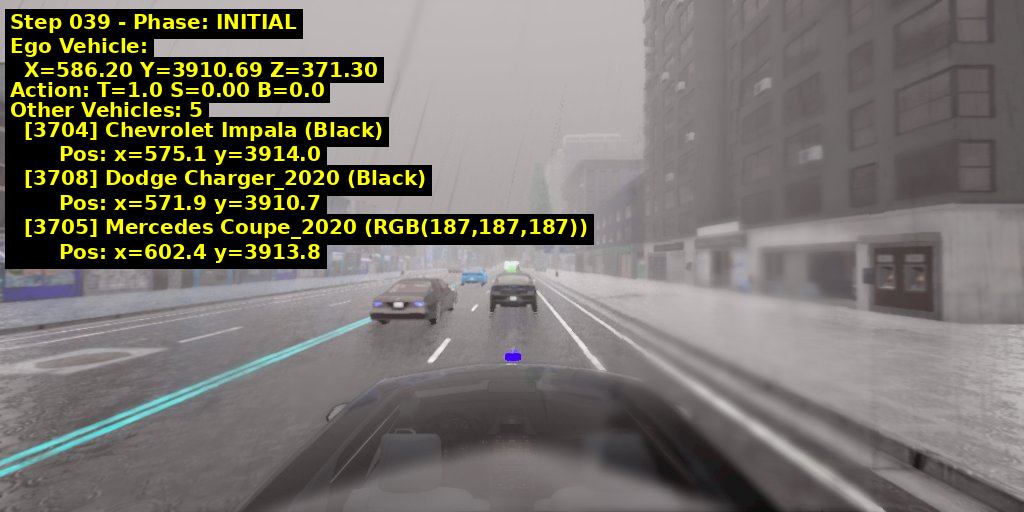 Step 039 - Phase: INITIAL
Ego Vehicle:
X=586.20 Y=3910.69 Z=371.30
Action: T=1.0 S=0.00 B=0.0
Other Vehicles: 5
[3704] Chevrolet Impala (Black)
Pos: x=575.1 y=3914.0
[3708] Dodge Charger_2020 (Black)
Pos: x=571.9 y=3910.7
[3705] Mercedes Coupe_2020 (RGB(187,187,187))
Pos: x=602.4 y=3913.8